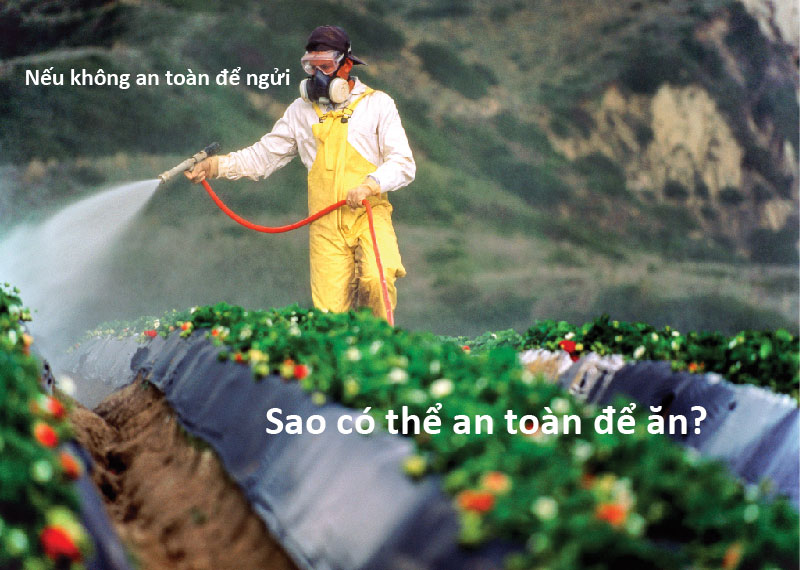 Nếu không an toàn để ngửi
Sao có thể an toàn để ăn?